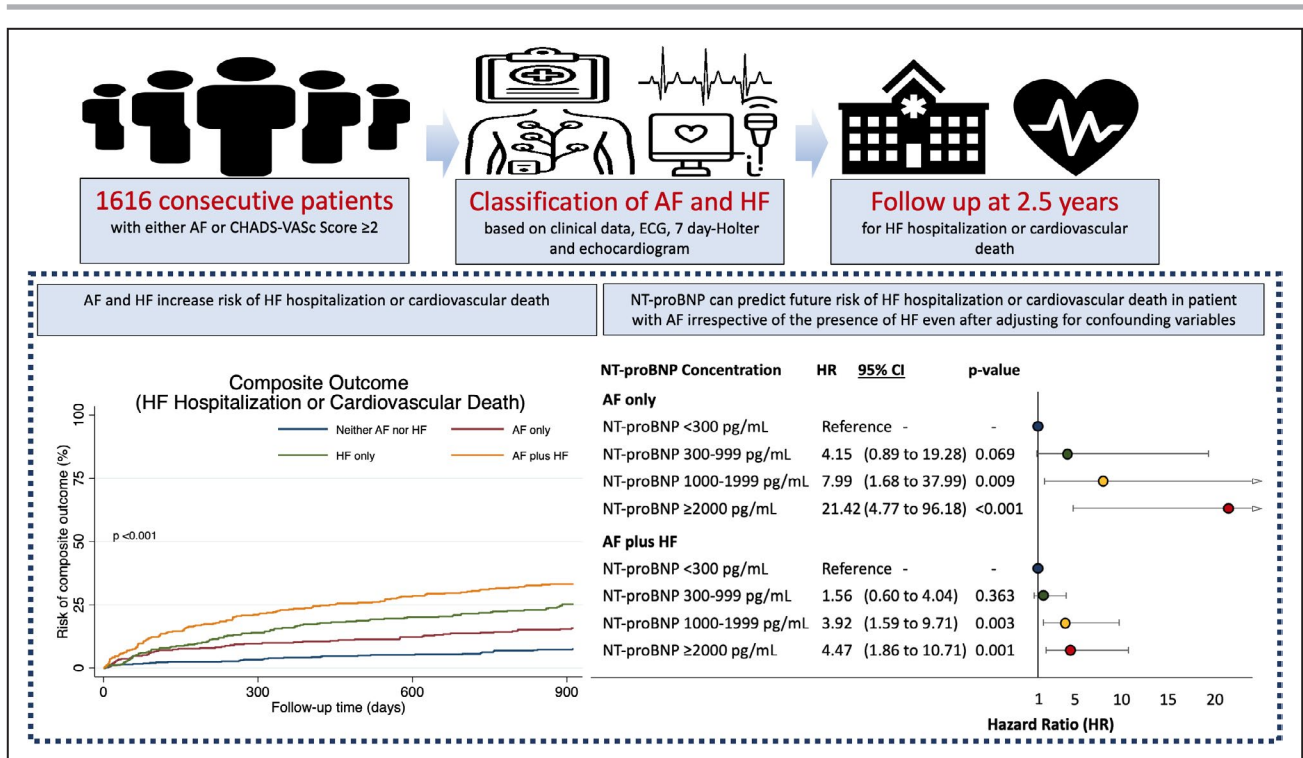 1616 consecutive patients
with either AF or CHADS-VASc Score ≥2
Classification of AF and HF
based on clinical data, ECG, 7 day-Holter
and echocardiogram
Follow up at 2.5 years
for HF hospitalization or cardiovascular
death
AF and HF increase risk of HF hospitalization or cardiovascular death
NT-proBNP can predict future risk of HF hospitalization or cardiovascular death in patient
with AF irrespective of the presence of HF even after adjusting for confounding variables
Composite Outcome
(HF Hospitalization or Cardiovascular Death)
Neither AF nor HF AF only
HF only AF plus HF
Risk of composite outcome (%)
100
75
50
25
0
p <0.001
0 300 600 900
Follow-up time (days)
NT-proBNP Concentration HR 95% CI p-value
AF only
NT-proBNP <300 pg/mL Reference - -
NT-proBNP 300-999 pg/mL 4.15 (0.89 to 19.28) 0.069
NT-proBNP 1000-1999 pg/mL 7.99 (1.68 to 37.99) 0.009
NT-proBNP ≥2000 pg/mL 21.42 (4.77 to 96.18) <0.001
AF plus HF
NT-proBNP <300 pg/mL Reference - -
NT-proBNP 300-999 pg/mL 1.56 (0.60 to 4.04) 0.363
NT-proBNP 1000-1999 pg/mL 3.92 (1.59 to 9.71) 0.003
NT-proBNP ≥2000 pg/mL 4.47 (1.86 to 10.71) 0.001
1 5 10 15 20
Hazard Ratio (HR)